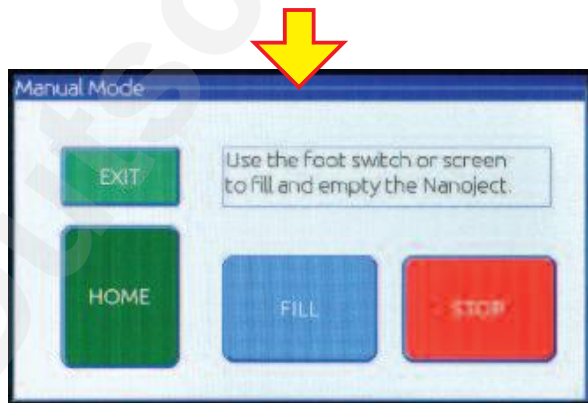 Manual Mode
EXIT
Use the foot switch or screen
to fill and empty the Nanoject.
HOME
FILL
STOP